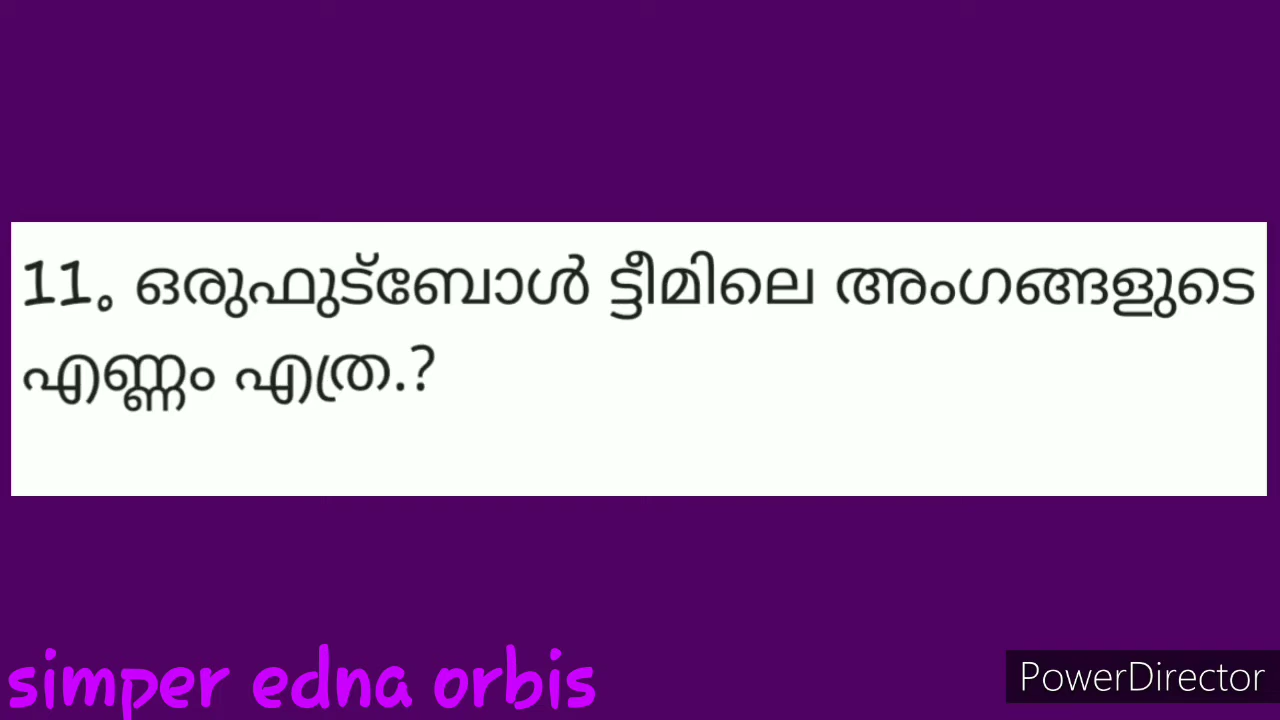 11. ഒരുഫുട്ബോൾ ട്ടീമിലെ അംഗങ്ങളുടെ
എണ്ണം എത്ര.?
simper edna orbis
PowerDirector